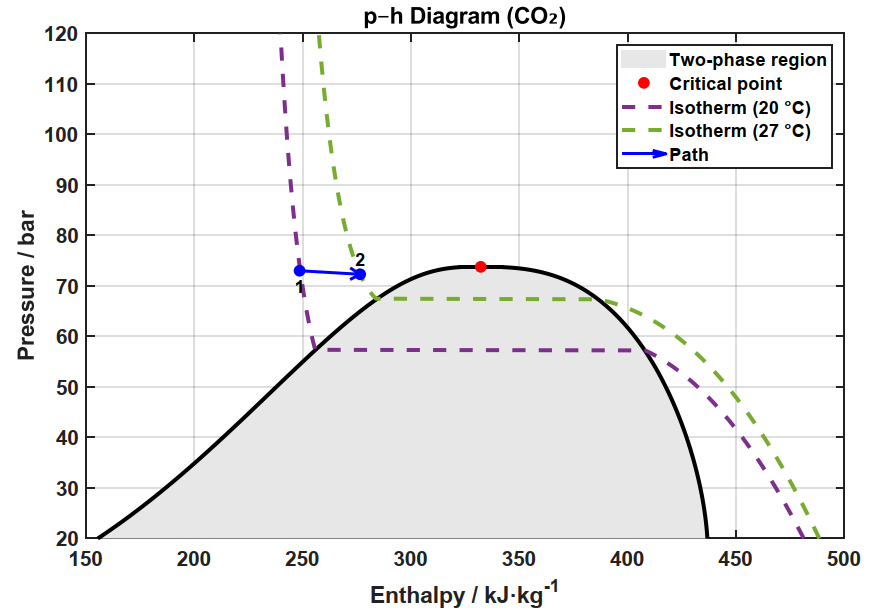 p–h Diagram (CO₂)
120
110
100
90
80
70
60
50
40
30
20
Pressure / bar
Two-phase region
Critical point
Isotherm (20 °C)
Isotherm (27 °C)
Path
2
1
150 200 250 300 350 400 450 500
Enthalpy / kJ·kg⁻¹